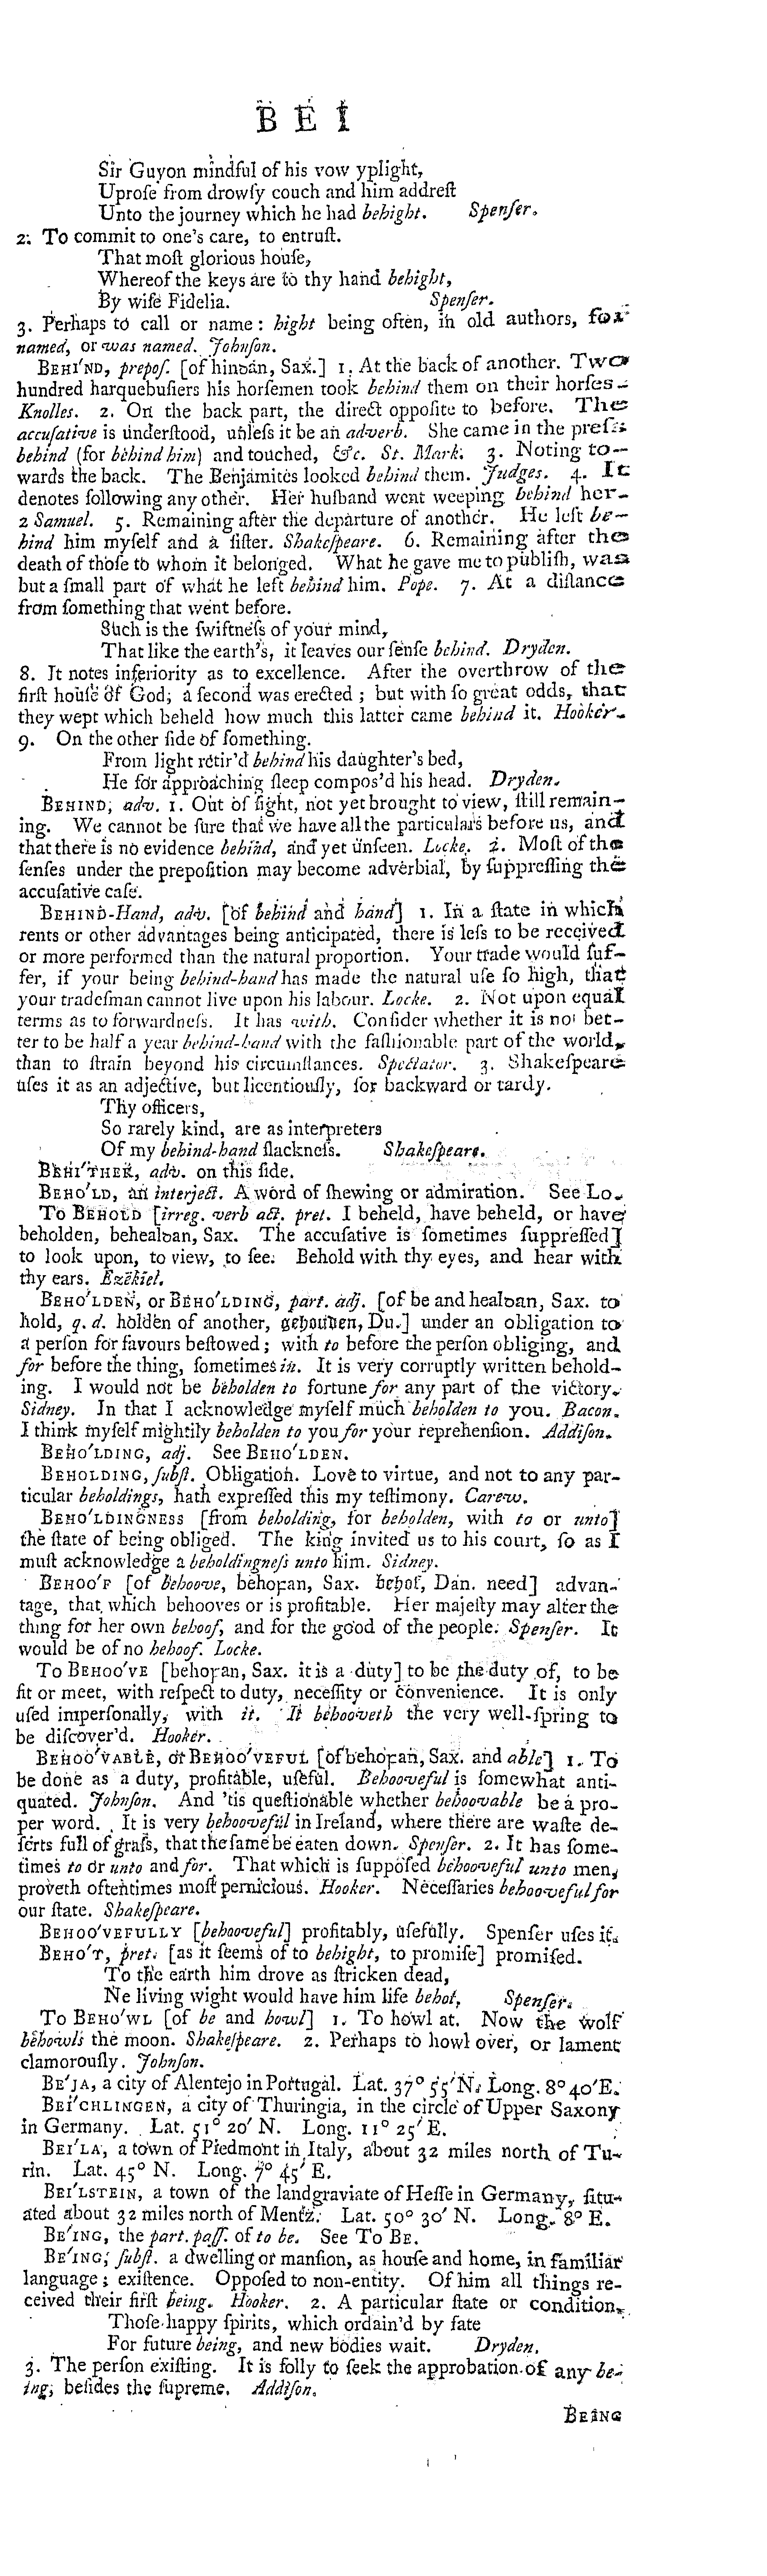 B E I
Sir Guyon mindful of his vow yplight,
Uproſe from drowſy couch and him addreſt
Unto the journey which he had behight. Spenſer.
2. To commit to one's care, to entruſt.
That moſt glorious houſe,
Whereof the keys are to thy hand behight,
By wiſe Fidelia. Spenſer.
3. Perhaps to call or name: hight being often, in old authors, for
named, or was named. Johnſon.
BEHI'ND, prepoſ. [of hinꝺan, Sax.] 1. At the back of another. Two
hundred harquebuſiers his horſemen took behind them on their horſes.
Knolles. 2. On the back part, the direct oppoſite to before. The
accuſative is underſtood, unleſs it be an adverb. She came in the preſs
behind (for behind him) and touched, &c. St. Mark. 3. Noting to-
wards the back. The Benjamites looked behind them. Judges. 4. It
denotes following any other. Her huſband went weeping behind her.
2 Samuel. 5. Remaining after the departure of another. He left be-
hind him myſelf and a ſiſter. Shakeſpeare. 6. Remaining after the
death of thoſe to whom it belonged. What he gave me to publiſh, was
but a ſmall part of what he left behind him. Pope. 7. At a diſtance
from ſomething that went before.
Such is the ſwiftneſs of your mind,
That like the earth's, it leaves our ſenſe behind. Dryden.
8. It notes inferiority as to excellence. After the overthrow of the
firſt houſe of God, a ſecond was erected; but with ſo great odds, that
they wept which beheld how much this latter came behind it. Hooker.
9. On the other ſide of ſomething.
From light retir'd behind his daughter's bed,
He for approaching ſleep compos'd his head. Dryden.
BEHIND, adv. 1. Out of ſight, not yet brought to view, ſtill remain-
ing. We cannot be ſure that we have all the particulars before us, and
that there is no evidence behind, and yet unſeen. Locke. 2. Moſt of the
ſenſes under the prepoſition may become adverbial, by ſuppreſſing the
accuſative caſe.
BEHIND-Hand, adv. [of behind and hand] 1. In a ſtate in which
rents or other advantages being anticipated, there is leſs to be received
or more performed than the natural proportion. Your trade would ſuf-
fer, if your being behind-hand has made the natural uſe ſo high, that
your tradeſman cannot live upon his labour. Locke. 2. Not upon equal
terms as to forwardneſs. It has with. Conſider whether it is not bet-
ter to be half a year behind-hand with the faſhionable part of the world,
than to ſtrain beyond his circumſtances. Spectator. 3. Shakeſpeare
uſes it as an adjective, but licentiouſly, for backward or tardy.
Thy officers,
So rarely kind, are as interpreters
Of my behind-hand ſlackneſs. Shakeſpeare.
BEHI'THER, adv. on this ſide.
BEHO'LD, an interject. A word of ſhewing or admiration. See Lo.
To BEHOLD [irreg. verb act. pret. I beheld, have beheld, or have
beholden, behealꝺan, Sax. The accuſative is ſometimes ſuppreſſed]
to look upon, to view, to ſee. Behold with thy eyes, and hear with
thy ears. Ezekiel.
BEHO'LDEN, or BEHO'LDING, part. adj. [of be and healꝺan, Sax. to
hold, q. d. holden of another, gehouden, Du.] under an obligation to
a perſon for favours beſtowed; with to before the perſon obliging, and
for before the thing, ſometimes in. It is very corruptly written behold-
ing. I would not be beholden to fortune for any part of the victory.
Sidney. In that I acknowledge myſelf much beholden to you. Bacon.
I think myſelf mightily beholden to you for your reprehenſion. Addiſon.
BEHO'LDING, adj. See BEHO'LDEN.
BEHOLDING, ſubſt. Obligation. Love to virtue, and not to any par-
ticular beholdings, hath expreſſed this my teſtimony. Carew.
BEHO'LDINGNESS [from beholding, for beholden, with to or unto]
the ſtate of being obliged. The king invited us to his court, ſo as I
muſt acknowledge a beholdingneſs unto him. Sidney.
BEHOO'F [of behoove, behoꝼan, Sax. behof, Dan. need] advan-
tage, that which behooves or is profitable. Her majeſty may alter the
thing for her own behoof, and for the good of the people. Spenſer. It
would be of no behoof. Locke.
To BEHOO'VE [behoꝼan, Sax. it is a duty] to be the duty of, to be
fit or meet, with reſpect to duty, neceſſity or convenience. It is only
uſed imperſonally, with it. It behooveth the very well-ſpring to
be diſcover'd. Hooker.
BEHOO'VABLE, or BEHOO'VEFUL [of behoꝼan, Sax. and able] 1. To
be done as a duty, profitable, uſeful. Behooveful is ſomewhat anti-
quated. Johnſon. And 'tis queſtionable whether behoovable be a pro-
per word. It is very behooveful in Ireland, where there are waſte de-
ſerts full of graſs, that the ſame be eaten down. Spenſer. 2. It has ſome-
times to or unto and for. That which is ſuppoſed behooveful unto men,
proveth oftentimes moſt pernicious. Hooker. Neceſſaries behooveful for
our ſtate. Shakeſpeare.
BEHOO'VEFULLY [behooveful] profitably, uſefully. Spenſer uſes it.
BEHO'T, pret. [as it ſeems of to behight, to promiſe] promiſed.
To the earth him drove as ſtricken dead,
Ne living wight would have him life behot. Spenſer.
To BEHO'WL [of be and howl] 1. To howl at. Now the wolf
behowls the moon. Shakeſpeare. 2. Perhaps to howl over, or lament
clamorouſly. Johnſon.
BE'JA, a city of Alentejo in Portugal. Lat. 37° 55' N. Long. 8° 40' E.
BEI'CHLINGEN, a city of Thuringia, in the circle of Upper Saxony
in Germany. Lat. 51° 20' N. Long. 11° 25' E.
BEI'LA, a town of Piedmont in Italy, about 32 miles north of Tu-
rin. Lat. 45° N. Long. 7° 45' E.
BEI'LSTEIN, a town of the landgraviate of Heſſe in Germany, ſitu-
ated about 32 miles north of Mentz. Lat. 50° 30' N. Long. 8° E.
BE'ING, the part. paſſ. of to be. See To BE.
BE'ING, ſubſt. a dwelling or manſion, as houſe and home, in familiar
language; exiſtence. Oppoſed to non-entity. Of him all things re-
ceived their firſt being. Hooker. 2. A particular ſtate or condition.
Thoſe happy ſpirits, which ordain'd by fate
For future being, and new bodies wait. Dryden.
3. The perſon exiſting. It is folly to ſeek the approbation of any be-
ing, beſides the ſupreme. Addiſon.
BEING